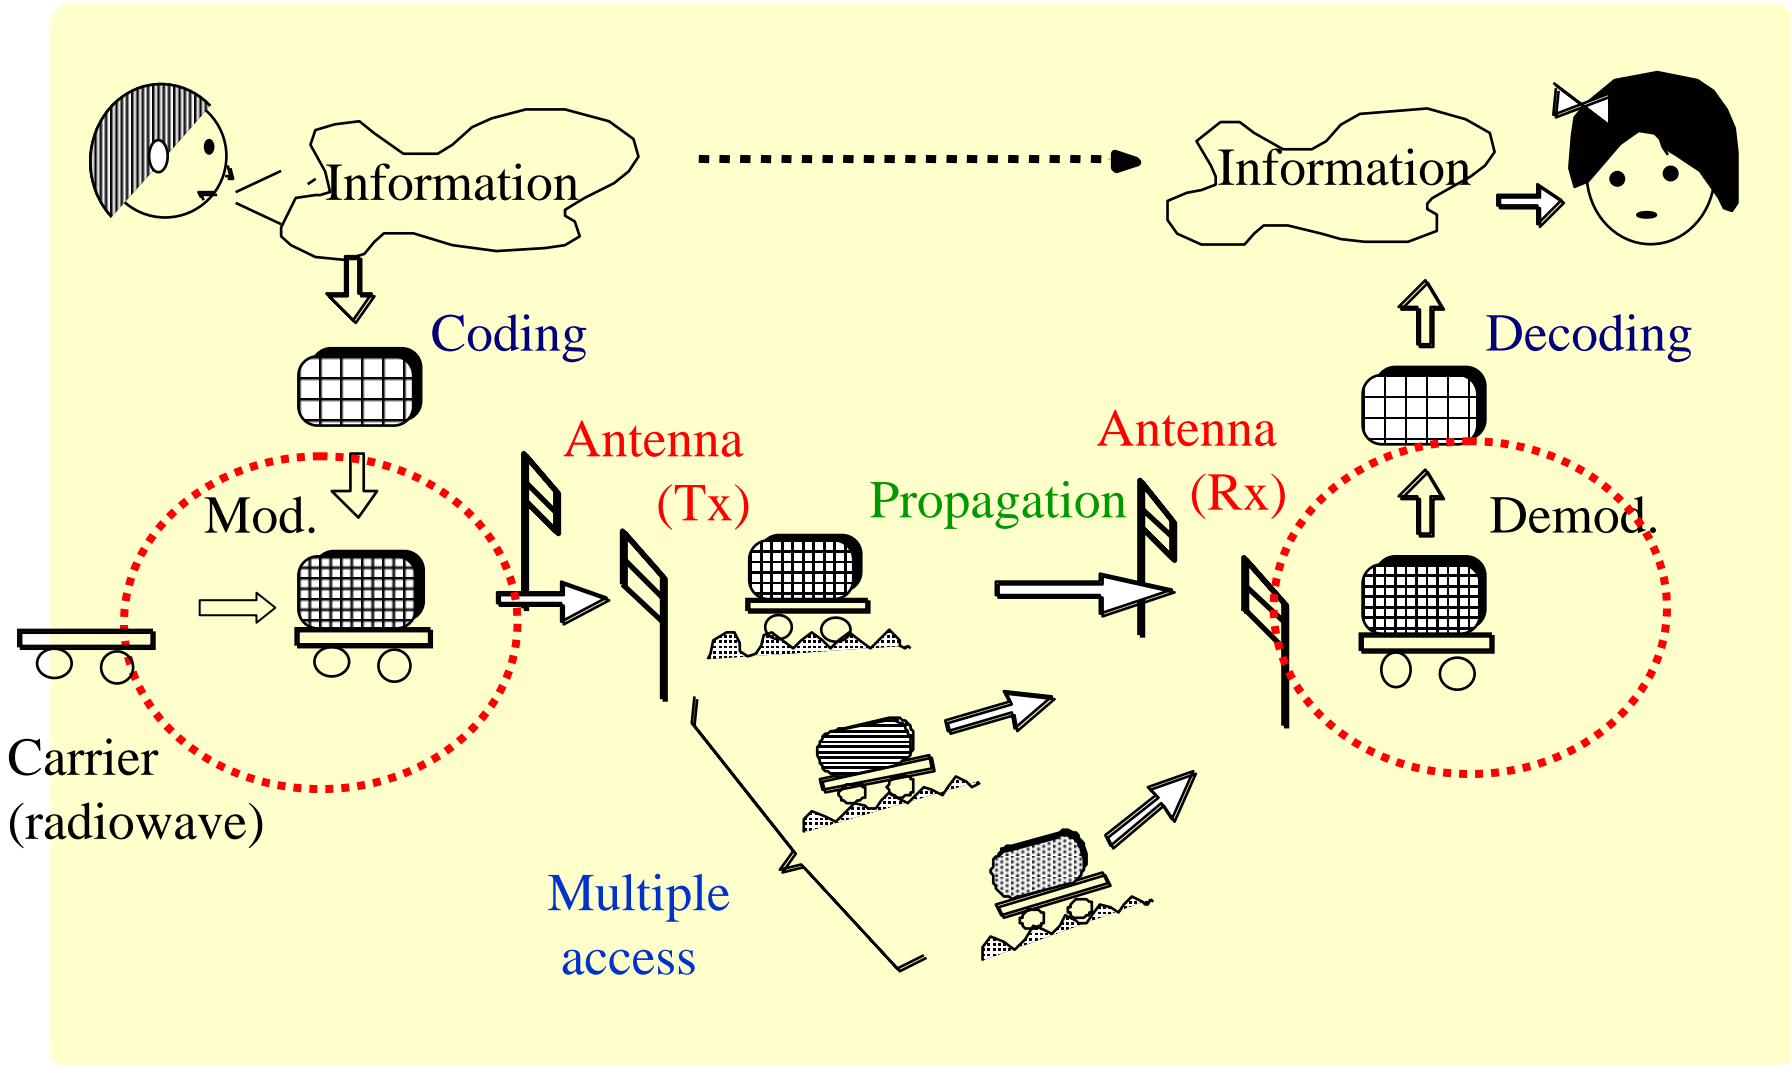 Information
Information
Coding
Decoding
Antenna
(Tx)
Antenna
(Rx)
Propagation
Mod.
Demod.
Carrier
(radiowave)
Multiple
access